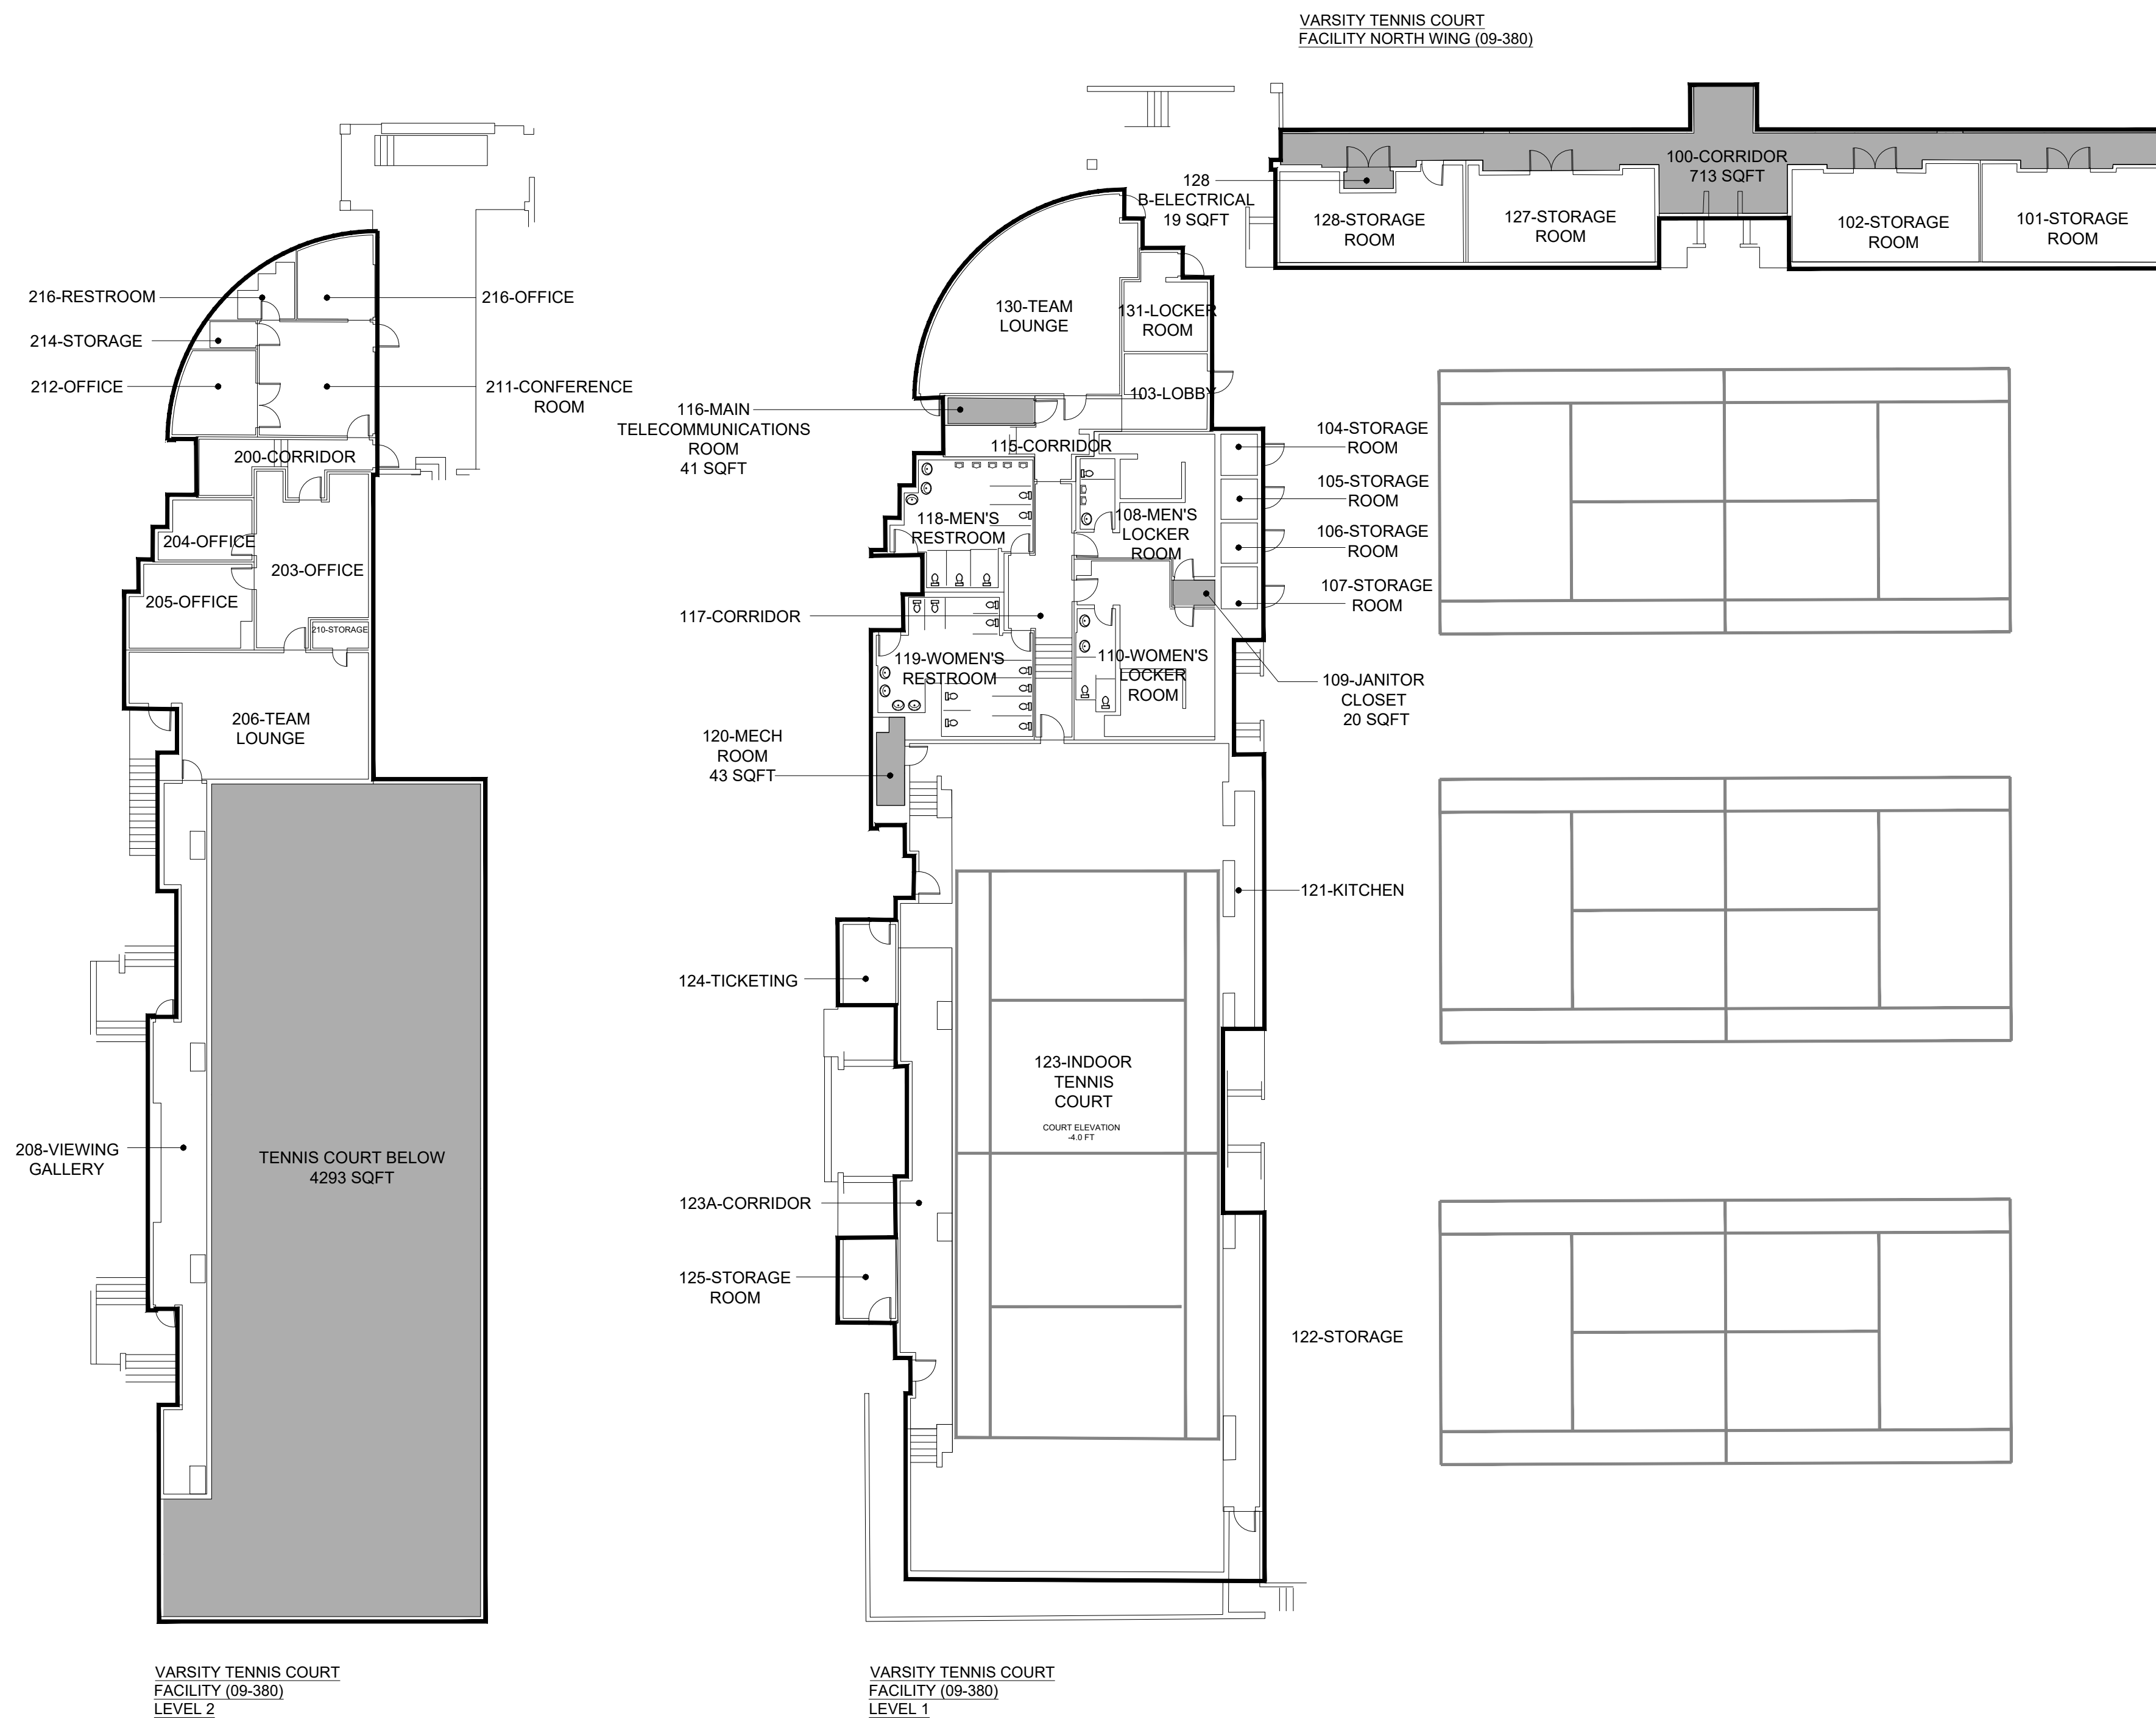 VARSITY TENNIS COURT
FACILITY NORTH WING (09-380)
100-CORRIDOR
713 SQFT
128
B-ELECTRICAL
19 SQFT
128-STORAGE
ROOM
127-STORAGE
ROOM
102-STORAGE
ROOM
101-STORAGE
ROOM
216-RESTROOM
216-OFFICE
214-STORAGE
212-OFFICE
211-CONFERENCE
ROOM
200-CORRIDOR
204-OFFICE
203-OFFICE
205-OFFICE
210-STORAGE
206-TEAM
LOUNGE
208-VIEWING
GALLERY
TENNIS COURT BELOW
4293 SQFT
VARSITY TENNIS COURT
FACILITY (09-380)
LEVEL 2
130-TEAM
LOUNGE
131-LOCKER
ROOM
103-LOBBY
116-MAIN
TELECOMMUNICATIONS
ROOM
41 SQFT
115-CORRIDOR
104-STORAGE
ROOM
105-STORAGE
ROOM
106-STORAGE
ROOM
107-STORAGE
ROOM
118-MEN'S
RESTROOM
108-MEN'S
LOCKER
ROOM
117-CORRIDOR
119-WOMEN'S
RESTROOM
110-WOMEN'S
LOCKER
ROOM
109-JANITOR
CLOSET
20 SQFT
120-MECH
ROOM
43 SQFT
121-KITCHEN
124-TICKETING
123-INDOOR
TENNIS
COURT
COURT ELEVATION
-4.0 FT
123A-CORRIDOR
125-STORAGE
ROOM
122-STORAGE
VARSITY TENNIS COURT
FACILITY (09-380)
LEVEL 1